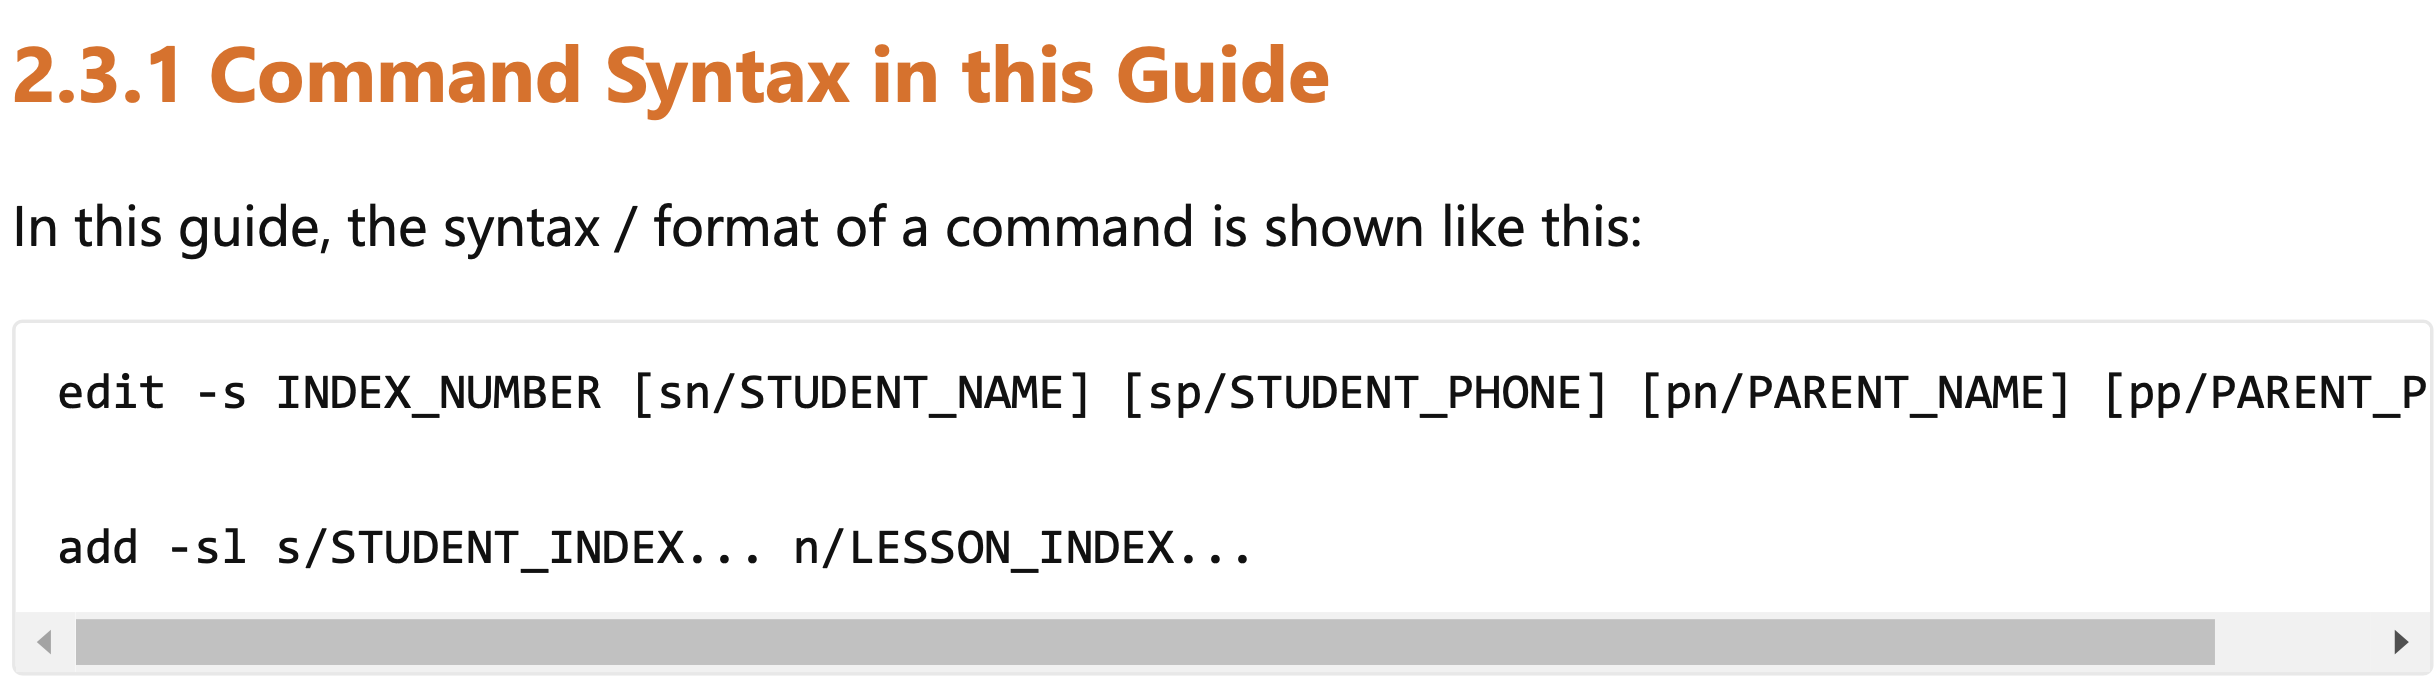 2.3.1 Command Syntax in this Guide
In this guide, the syntax / format of a command is shown like this:
edit -s INDEX_NUMBER [sn/STUDENT_NAME] [sp/STUDENT_PHONE] [pn/PARENT_NAME] [pp/PARENT_P
add -sl s/STUDENT_INDEX... n/LESSON_INDEX...